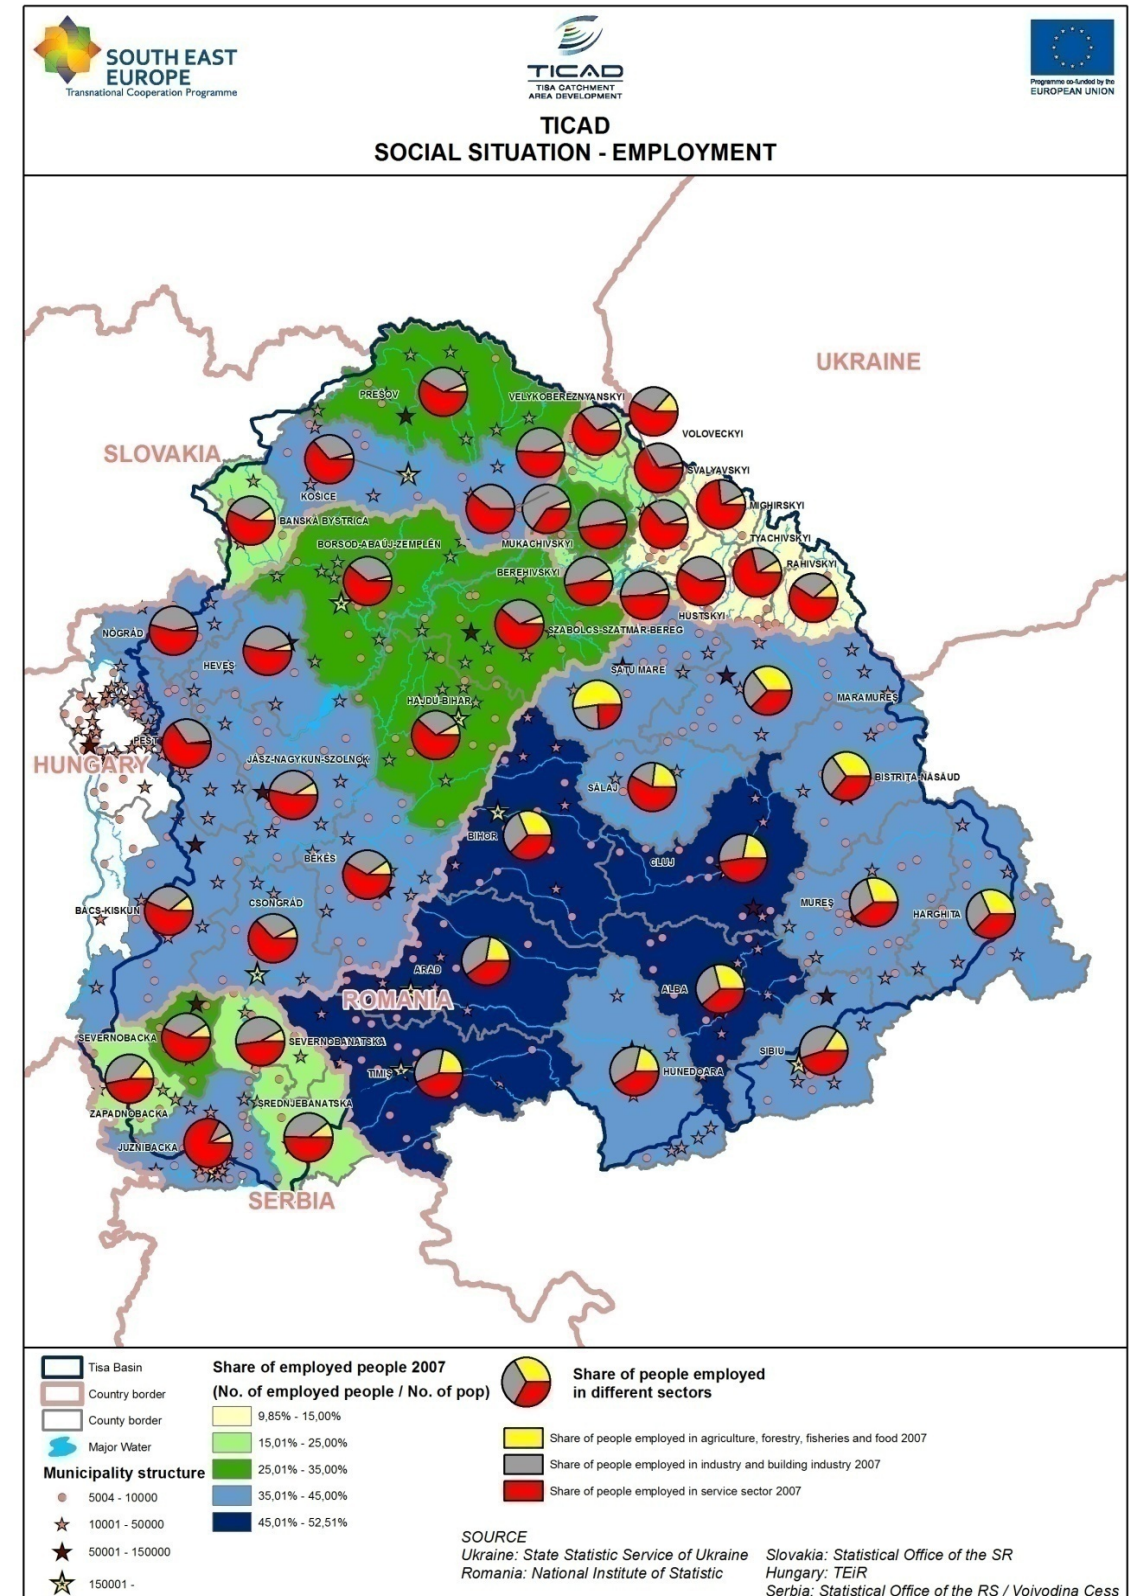 SOUTH EAST
EUROPE
Transnational Cooperation Programme
TICAD
TISA CATCHMENT
AREA DEVELOPMENT
Programme co-funded by the
EUROPEAN UNION
TICAD
SOCIAL SITUATION - EMPLOYMENT
UKRAINE
PREŠOV
VELYKOBEREZNYANSKYI
VOLOVECKYI
SLOVAKIA
SVALYAVSKYI
KOŠICE
MIGHIRSKYI
BANSKÁ BYSTRICA
TYACHIVSKYI
BORSOD-ABAÚJ-ZEMPLÉN
MUKACHIVSKYI
RAHIVSKYI
BEREHIVSKYI
HUSTSKYI
NÓGRÁD
SZABOLCS-SZATMÁR-BEREG
HEVES
SATU MARE
MARAMUREŞ
HAJDÚ-BIHAR
PEST
HUNGARY
JÁSZ-NAGYKUN-SZOLNOK
BISTRIŢA-NĂSĂUD
SĂLAJ
BIHOR
BÉKÉS
CLUJ
CSONGRÁD
MUREŞ
BÁCS-KISKUN
HARGHITA
ARAD
ALBA
ROMANIA
SEVERNOBACKA
SEVERNOBANATSKA
SIBIU
TIMIŞ
HUNEDOARA
ZAPADNOBACKA
SREDNJEBANATSKA
JUZNIBACKA
SERBIA
Tisa Basin
Country border
County border
Major Water
Municipality structure
5004 - 10000
10001 - 50000
50001 - 150000
150001 -
Share of employed people 2007
(No. of employed people / No. of pop)
9,85% - 15,00%
15,01% - 25,00%
25,01% - 35,00%
35,01% - 45,00%
45,01% - 52,51%
Share of people employed
in different sectors
Share of people employed in agriculture, forestry, fisheries and food 2007
Share of people employed in industry and building industry 2007
Share of people employed in service sector 2007
SOURCE
Ukraine: State Statistic Service of Ukraine
Romania: National Institute of Statistic
Slovakia: Statistical Office of the SR
Hungary: TEiR
Serbia: Statistical Office of the RS / Vojvodina Cess